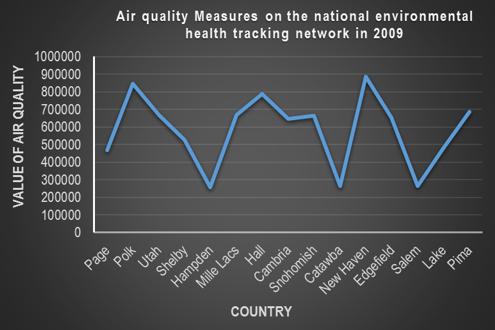 Air quality Measures on the national environmental
health tracking network in 2009
VALUE OF AIR QUALITY
1000000
900000
800000
700000
600000
500000
400000
300000
200000
100000
0
Page
Polk
Utah
Shelby
Hampden
Mille Lacs
Hall
Cambria
Snohomish
Catawba
New Haven
Edgefield
Salem
Lake
Pima
COUNTRY